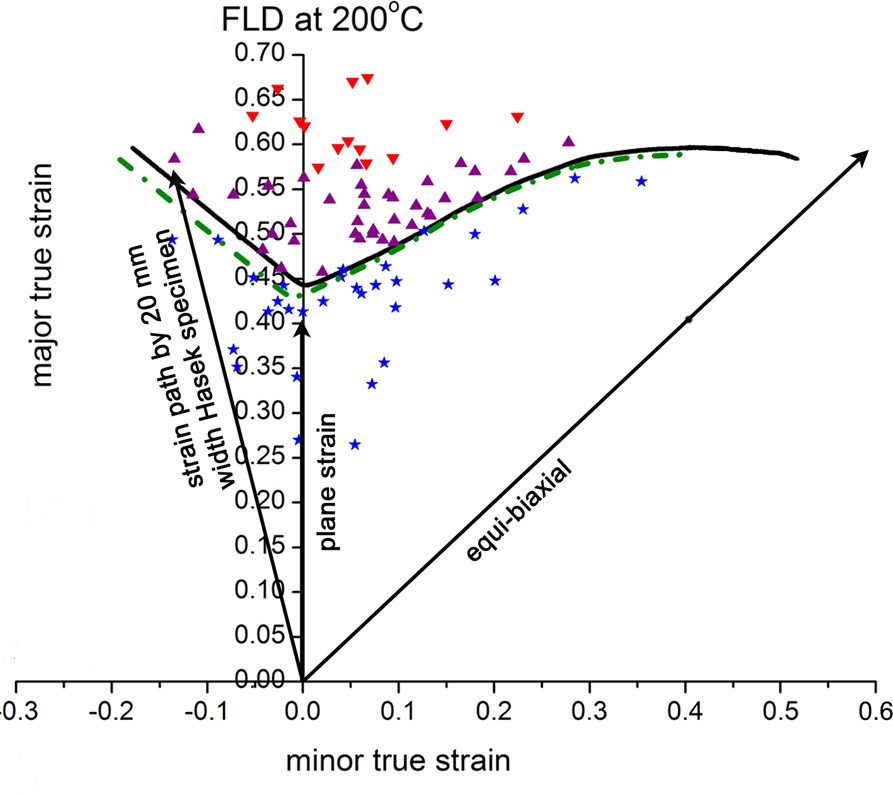 FLD at 200°C
0.70
0.65
0.60
0.55
0.50
0.45
0.40
0.35
0.30
0.25
0.20
0.15
0.10
0.05
0.00
major true strain
strain path by 20 mm
width Hasek specimen
plane strain
equi-biaxial
-0.3 -0.2 -0.1 0.0 0.1 0.2 0.3 0.4 0.5 0.6
minor true strain